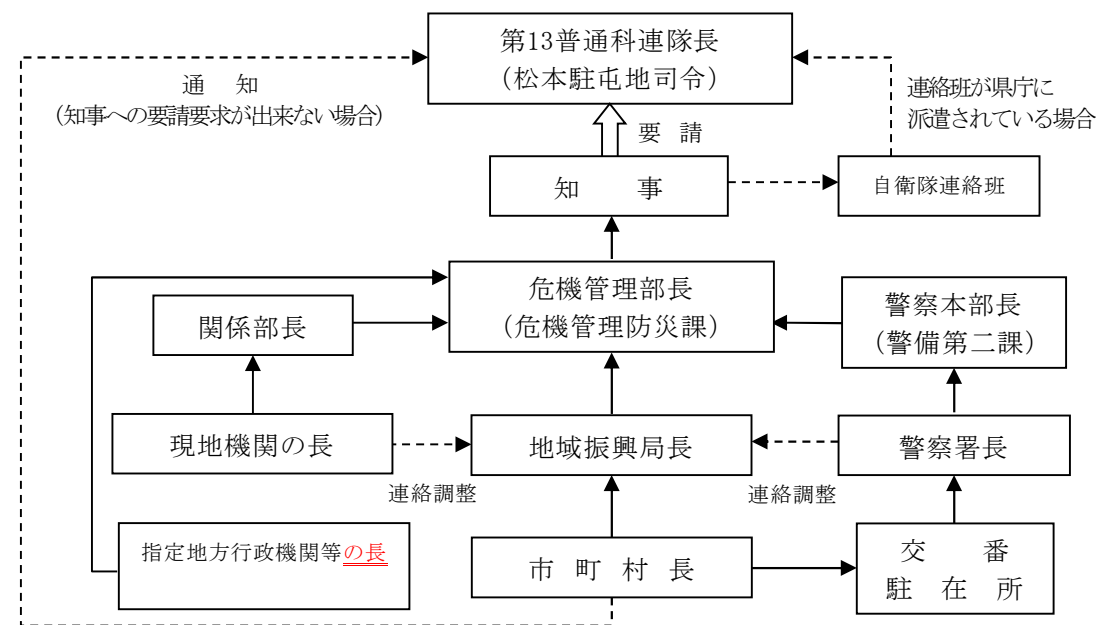 第13普通科連隊長
(松本駐屯地司令)
通 知
(知事への要請要求が出来ない場合)
連絡班が県庁に
派遣されている場合
要 請
知 事
自衛隊連絡班
危機管理部長
(危機管理防災課)
関係部長
警察本部長
(警備第二課)
現地機関の長
地域振興局長
警察署長
連絡調整
連絡調整
指定地方行政機関等の長
市 町 村 長
交 番
駐 在 所